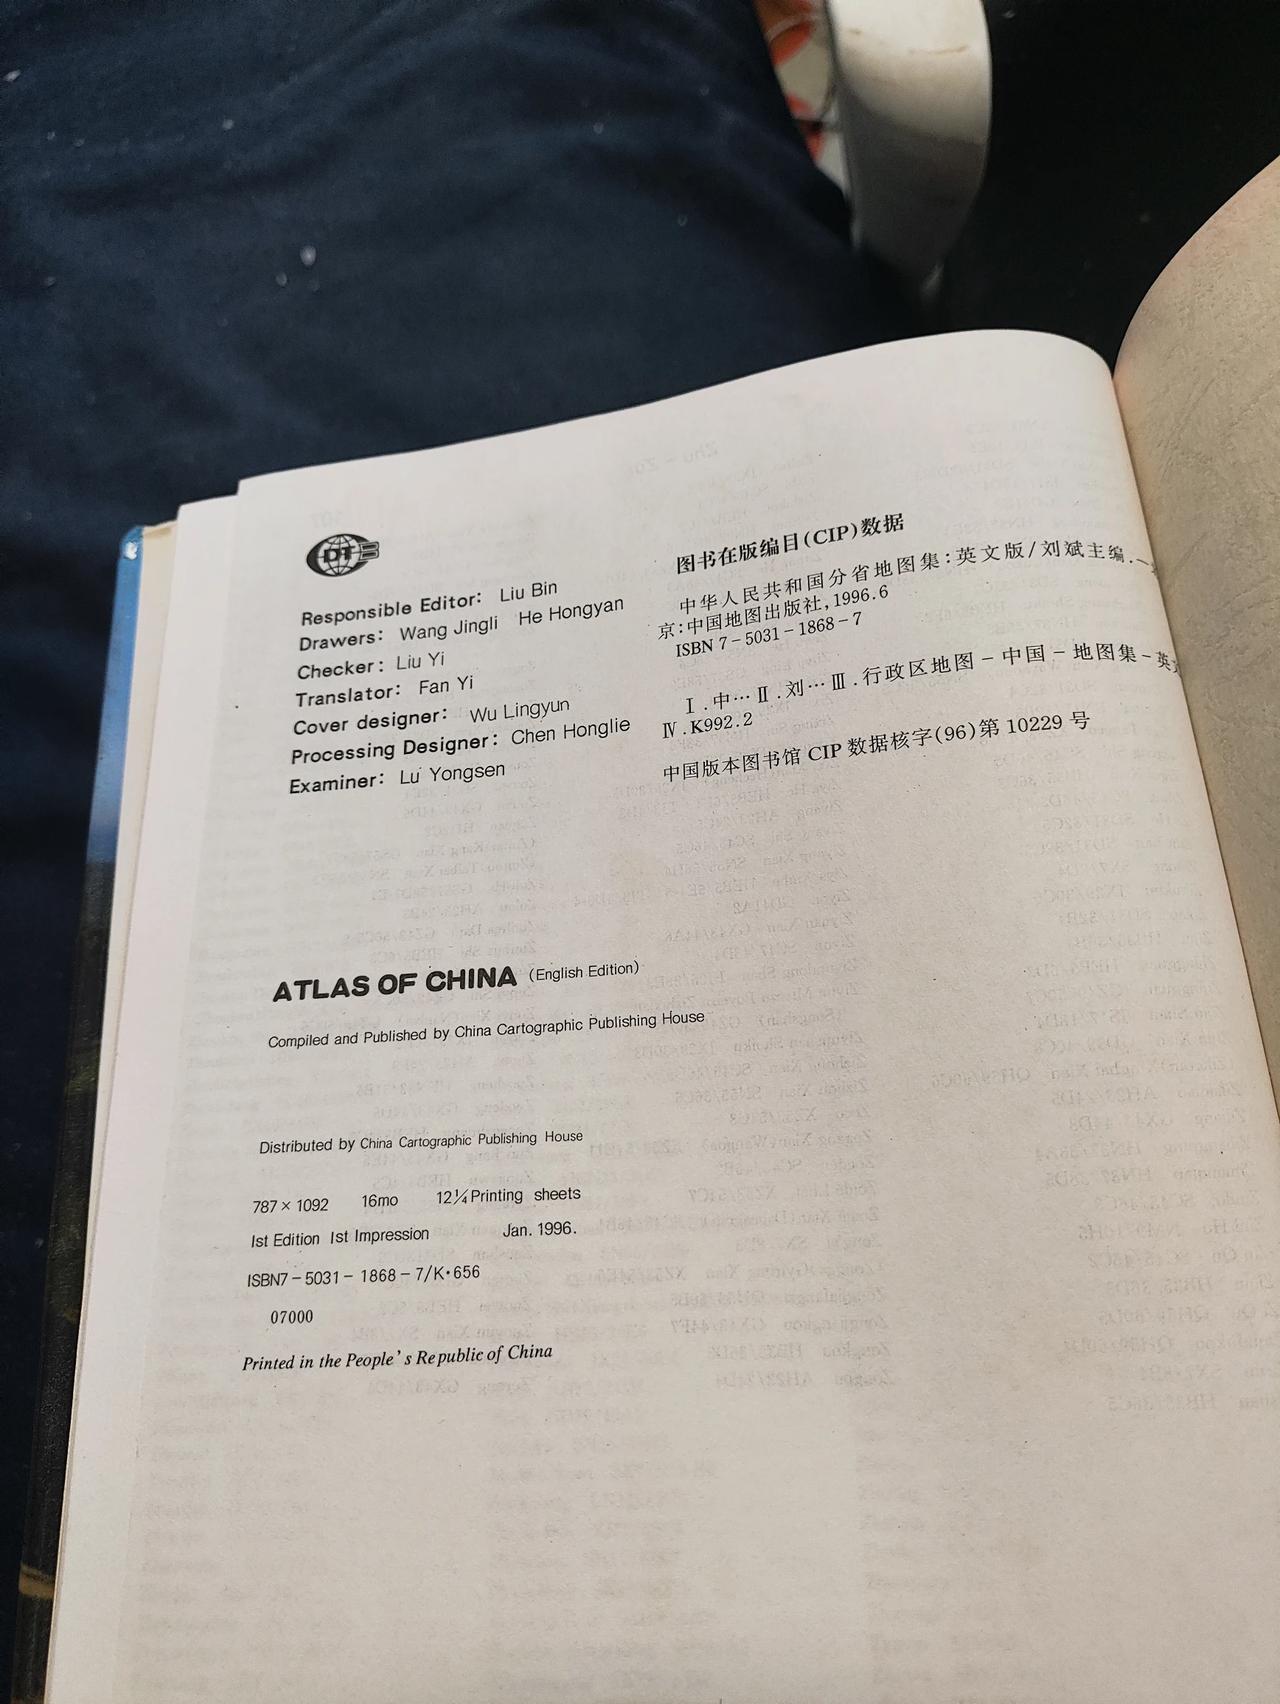 DTB
Responsible Editor: Liu Bin
Drawers: Wang Jingli He Hongyan
Checker: Liu Yi
Translator: Fan Yi
Cover designer: Wu Lingyun
Processing Designer: Chen Honglie
Examiner: Lu Yongsen
图书在版编目(CIP)数据
中华人民共和国分省地图集:英文版/刘斌主编.—
京:中国地图出版社,1996.6
ISBN 7-5031-1868-7
Ⅰ.中… Ⅱ.刘… Ⅲ.行政区地图-中国-地图集-英
Ⅳ.K992.2
中国版本图书馆 CIP 数据核字(96)第 10229 号
ATLAS OF CHINA (English Edition)
Compiled and Published by China Cartographic Publishing House
Distributed by China Cartographic Publishing House
787×1092 16mo 12¼ Printing sheets
Ist Edition Ist Impression Jan. 1996.
ISBN7-5031-1868-7/K·656
07000
Printed in the People's Republic of China